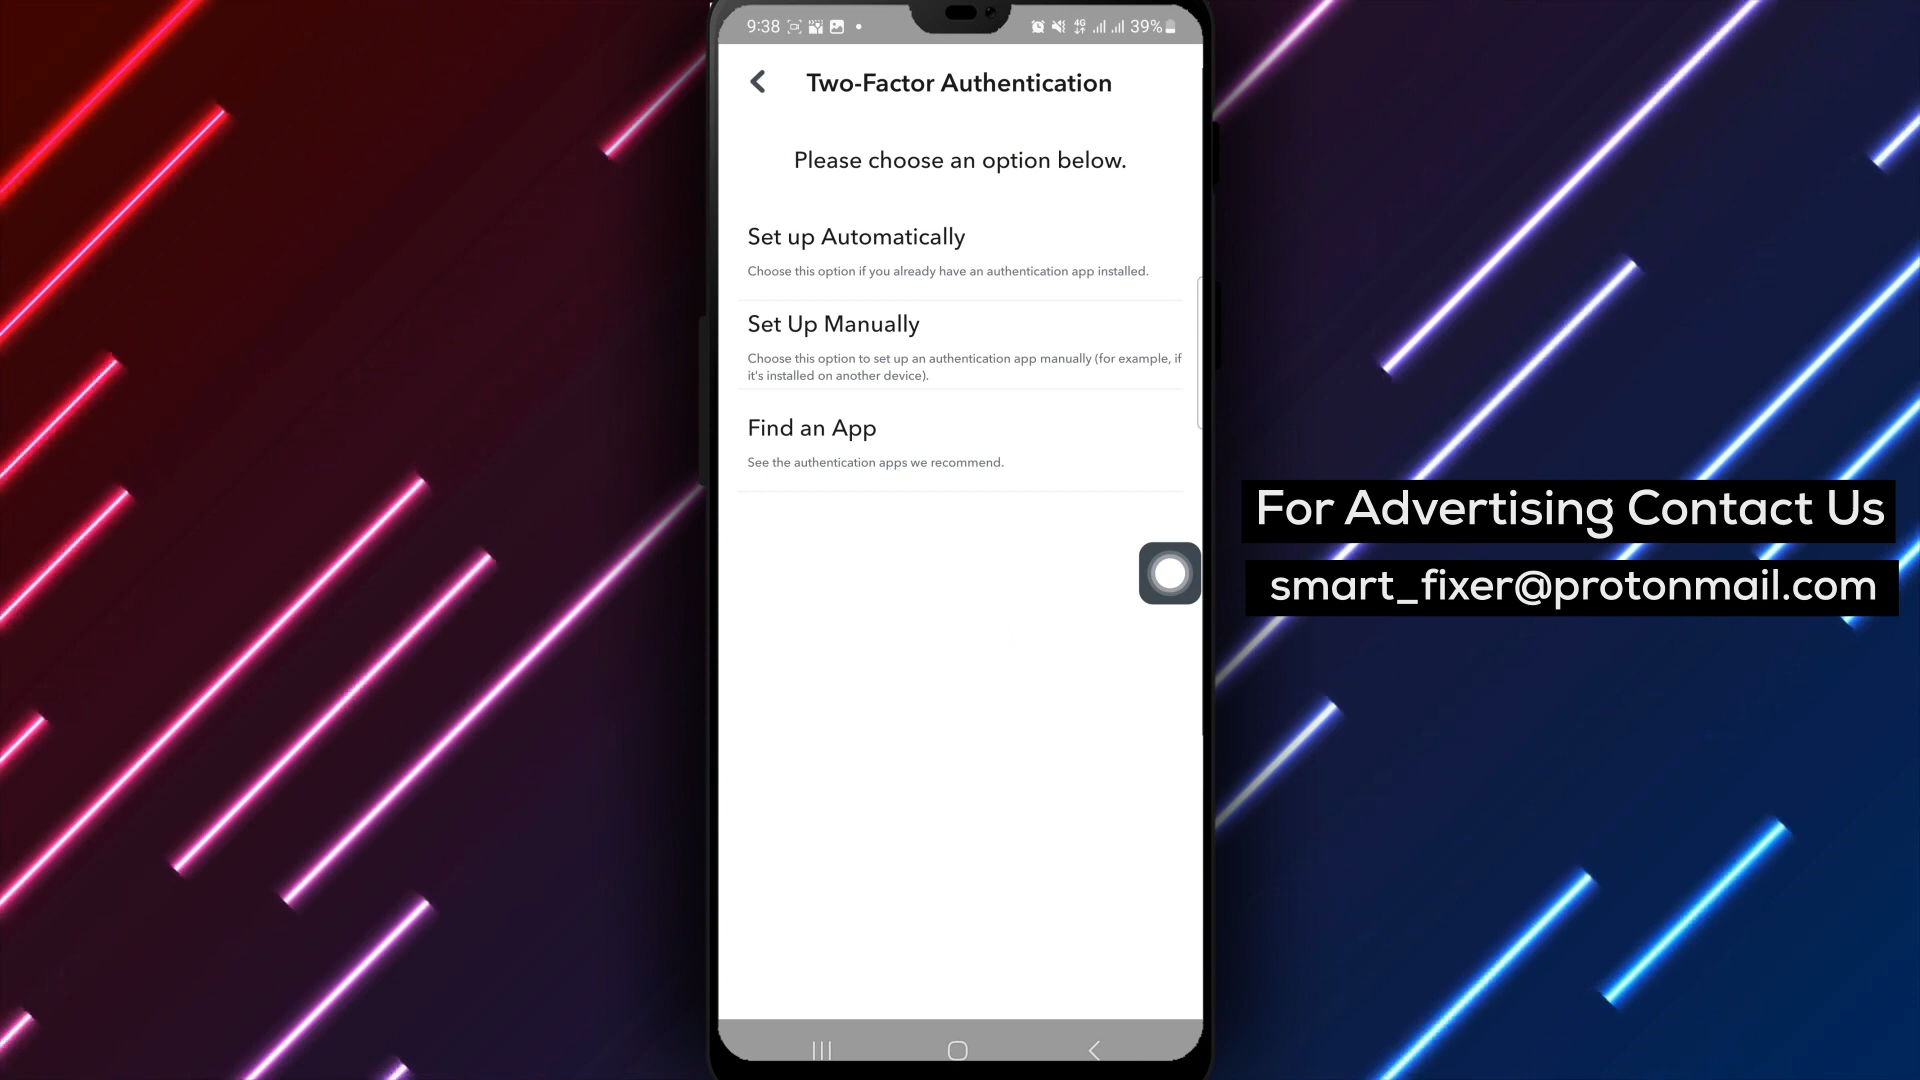 9:38
4G
39%
Two-Factor Authentication
Please choose an option below.
Set up Automatically
Choose this option if you already have an authentication app installed.
Set Up Manually
Choose this option to set up an authentication app manually (for example, if
it's installed on another device).
Find an App
See the authentication apps we recommend.
For Advertising Contact Us
smart_fixer@protonmail.com